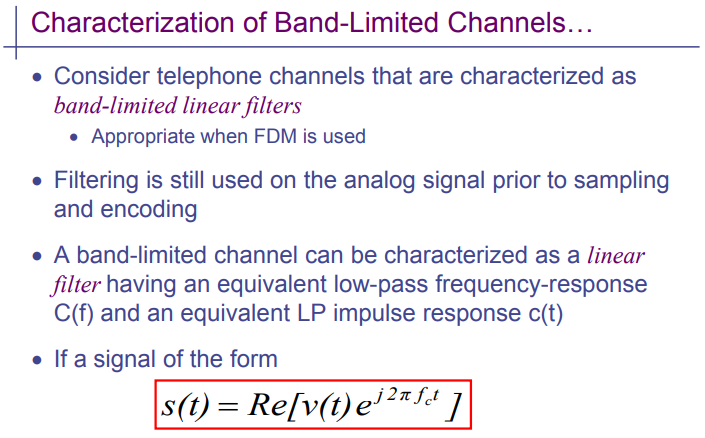 Characterization of Band-Limited Channels…
• Consider telephone channels that are characterized as
band-limited linear filters
• Appropriate when FDM is used
• Filtering is still used on the analog signal prior to sampling
and encoding
• A band-limited channel can be characterized as a linear
filter having an equivalent low-pass frequency-response
C(f) and an equivalent LP impulse response c(t)
• If a signal of the form
s(t) = Re[v(t) e^{j 2π f_c t} ]